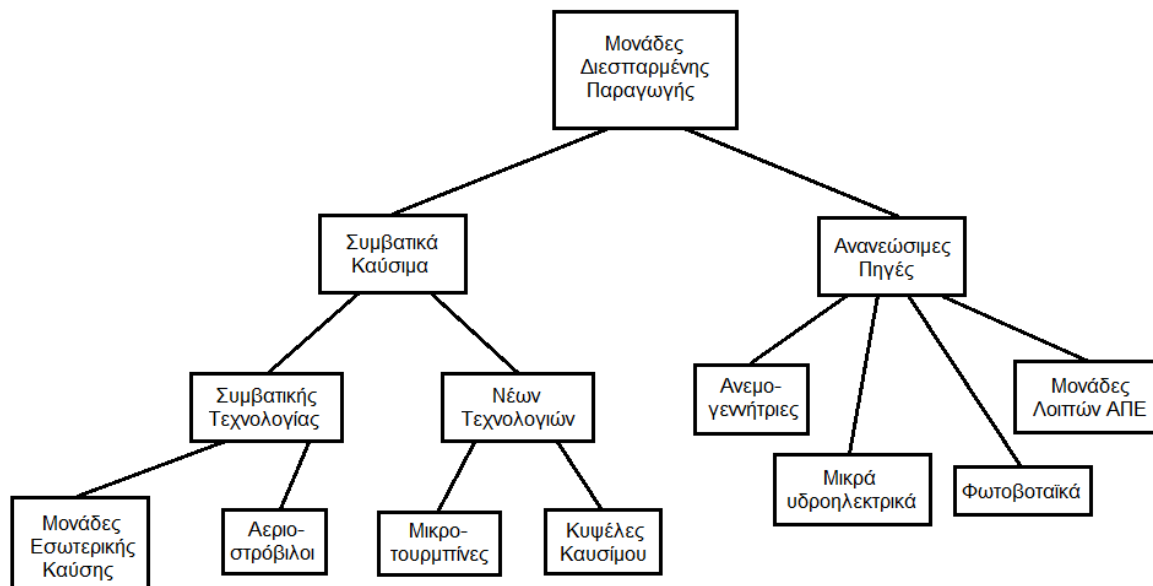 Μονάδες
Διεσπαρμένης
Παραγωγής
Συμβατικά
Καύσιμα
Ανανεώσιμες
Πηγές
Συμβατικής
Τεχνολογίας
Νέων
Τεχνολογιών
Ανεμο-
γεννήτριες
Μονάδες
Λοιπών ΑΠΕ
Μικρά
υδροηλεκτρικά
Φωτοβοταϊκά
Μονάδες
Εσωτερικής
Καύσης
Αεριο-
στρόβιλοι
Μικρο-
τουρμπίνες
Κυψέλες
Καυσίμου